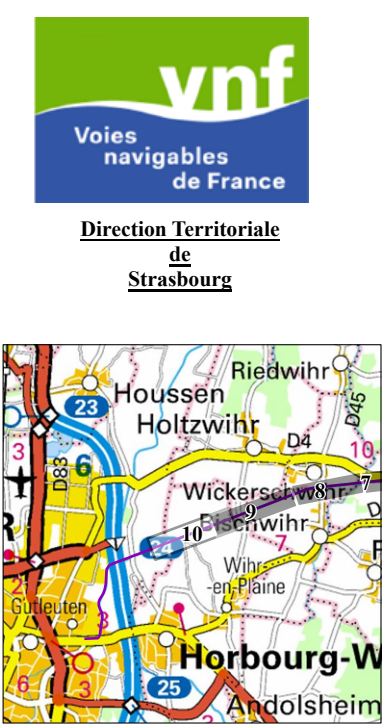 vnf
Voies
navigables
de France
Direction Territoriale
de
Strasbourg
Riedwihr
Houssen
23
Holtzwihr
D45
D4
3
10
D83
6
Wickerschwihr
8
7
9
Bischwihr
10
24
7
Wihr-
-en-Plaine
2
Gutleuten
3
Horbourg-W
6
3
25
Andolsheim
3